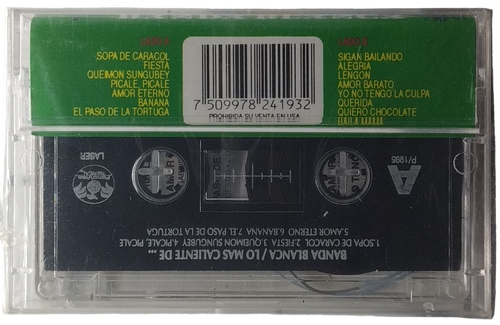 LADO A
SOPA DE CARACOL
FIESTA
QUEIMON SUNGUBEY
PICALE, PICALE
AMOR ETERNO
BANANA
EL PASO DE LA TORTUGA
7 509978 241932
PROHIBIDA SU VENTA EN USA
LADO B
SIGAN BAILANDO
ALEGRIA
LENGON
AMOR BARATO
YO NO TENGO LA CULPA
QUERIDA
QUIERO CHOCOLATE
A
P/1995
LASER
BANDA BLANCA / LO MAS CALIENTE DE ...
1.SOPA DE CARACOL 2.FIESTA 3.QUEIMON SUNGUBEY 4.PICALE, PICALE
5.AMOR ETERNO 6.BANANA 7.EL PASO DE LA TORTUGA